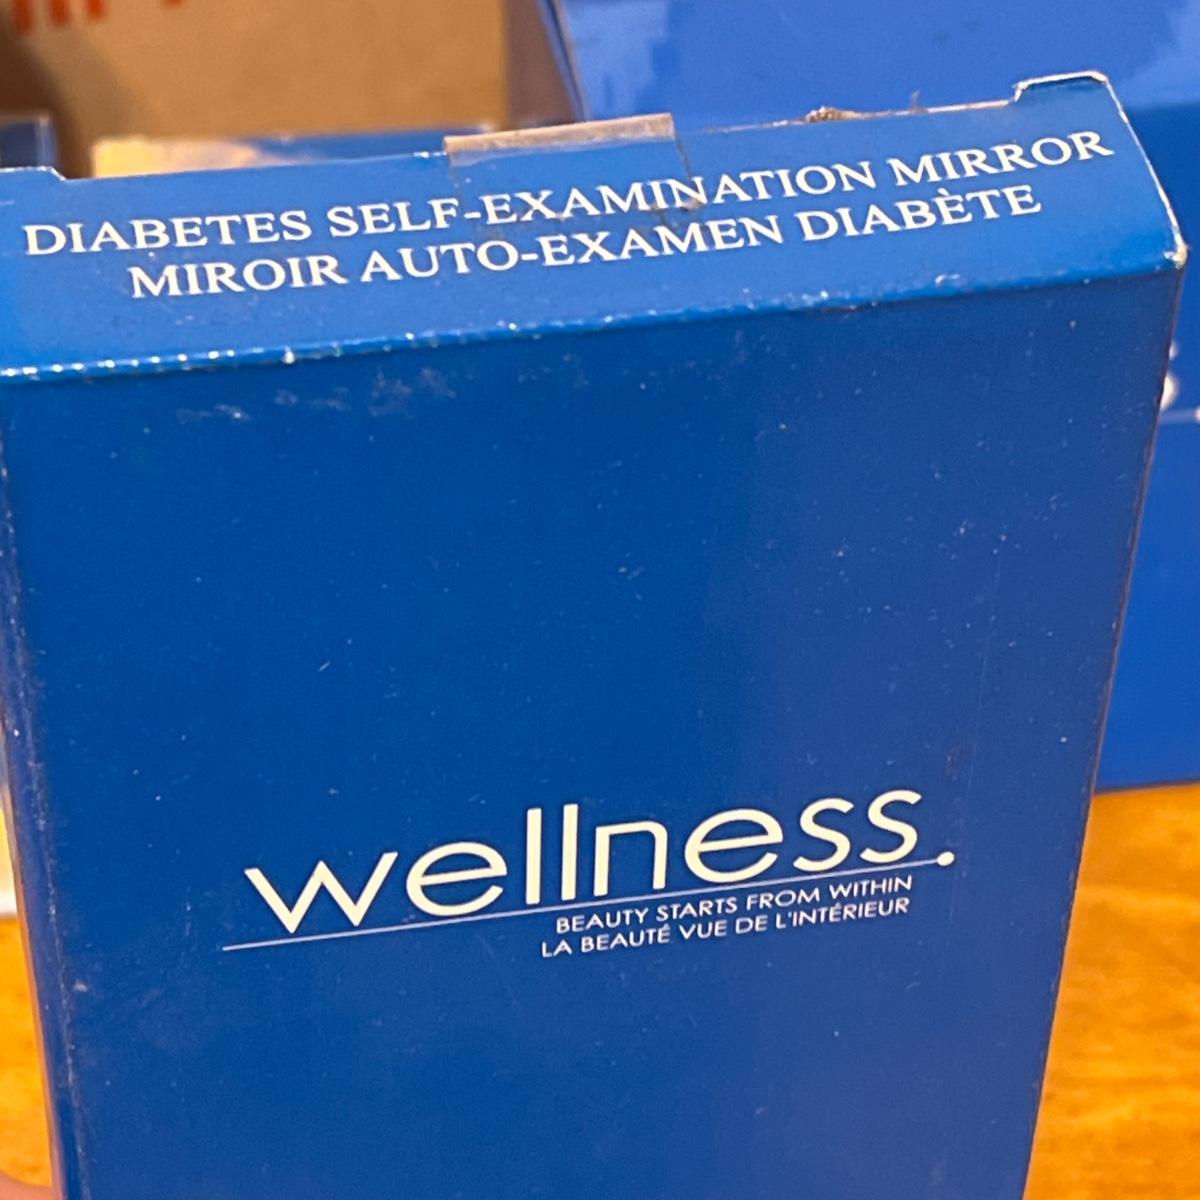 DIABETES SELF-EXAMINATION MIRROR
MIROIR AUTO-EXAMEN DIABÈTE
wellness.
BEAUTY STARTS FROM WITHIN
LA BEAUTÉ VUE DE L'INTÉRIEUR